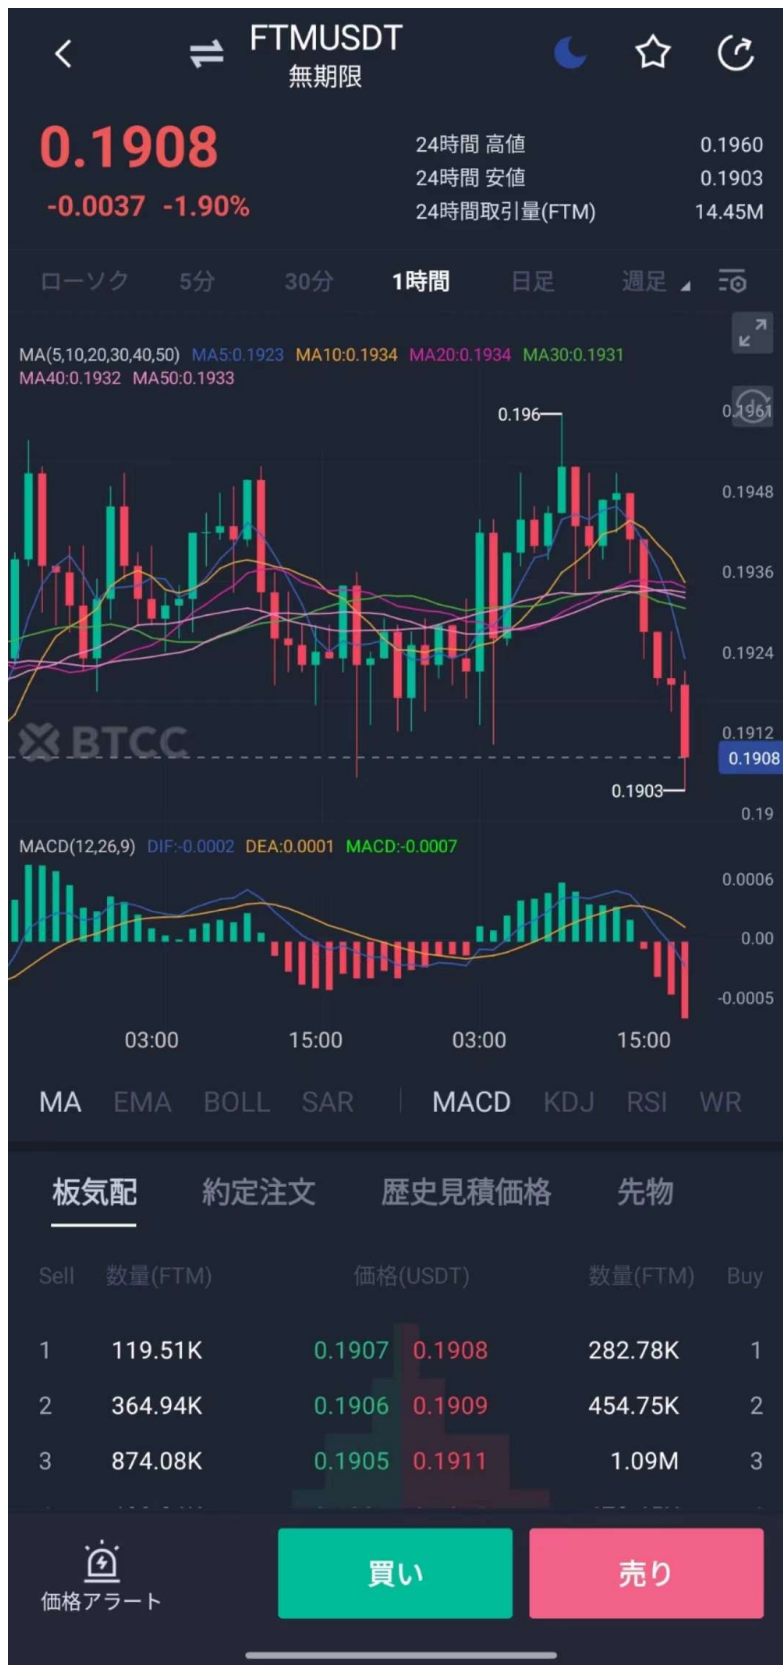 FTMUSDT
無期限
0.1908
-0.0037 -1.90%
24時間 高値 0.1960
24時間 安値 0.1903
24時間取引量(FTM) 14.45M
ローソク 5分 30分 1時間 日足 週足
MA(5,10,20,30,40,50) MA5:0.1923 MA10:0.1934 MA20:0.1934 MA30:0.1931
MA40:0.1932 MA50:0.1933
0.196
0.1961
0.1948
0.1936
0.1924
0.1912
BTCC
0.1908
0.1903
0.19
MACD(12,26,9) DIF:-0.0002 DEA:0.0001 MACD:-0.0007
0.0006
0.00
-0.0005
03:00 15:00 03:00 15:00
MA EMA BOLL SAR MACD KDJ RSI WR
板気配 約定注文 歴史見積価格 先物
Sell 数量(FTM) 価格(USDT) 数量(FTM) Buy
1 119.51K 0.1907 0.1908 282.78K 1
2 364.94K 0.1906 0.1909 454.75K 2
3 874.08K 0.1905 0.1911 1.09M 3
価格アラート
買い
売り